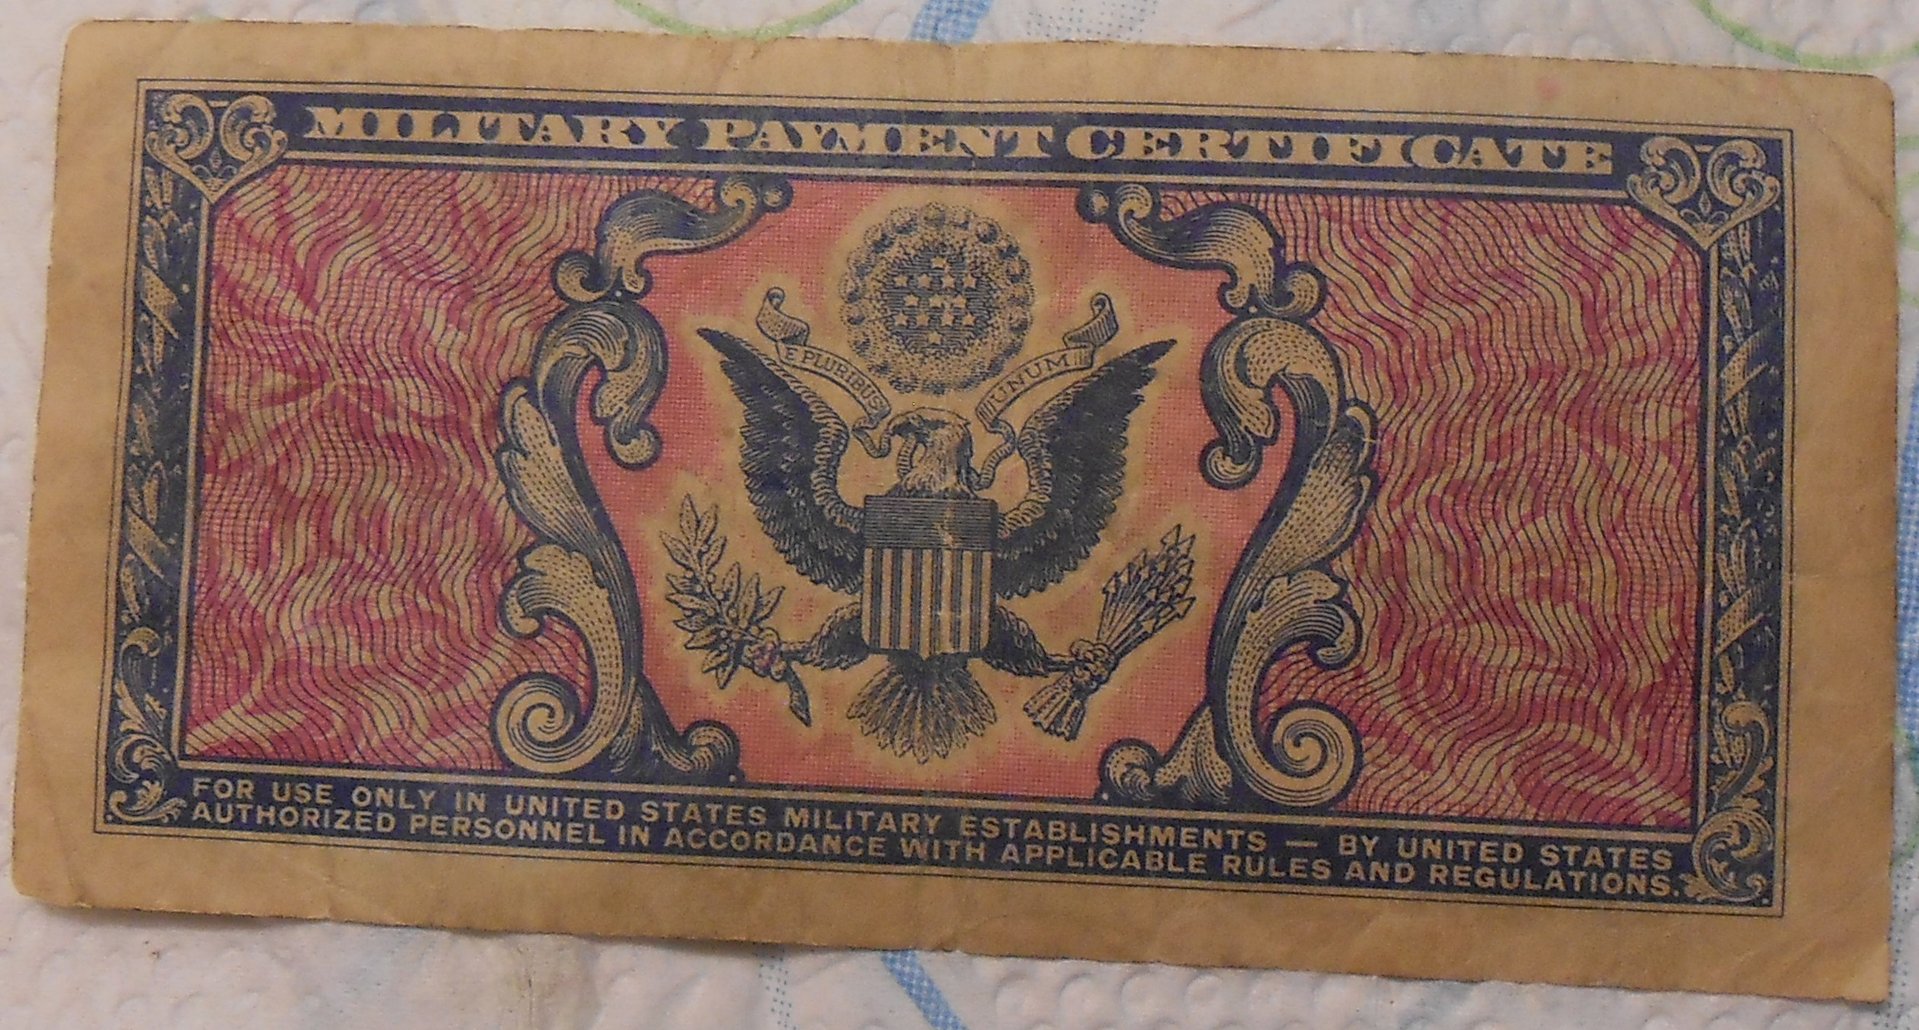 MILITARY PAYMENT CERTIFICATE
E PLURIBUS UNUM
FOR USE ONLY IN UNITED STATES MILITARY ESTABLISHMENTS — BY UNITED STATES
AUTHORIZED PERSONNEL IN ACCORDANCE WITH APPLICABLE RULES AND REGULATIONS.